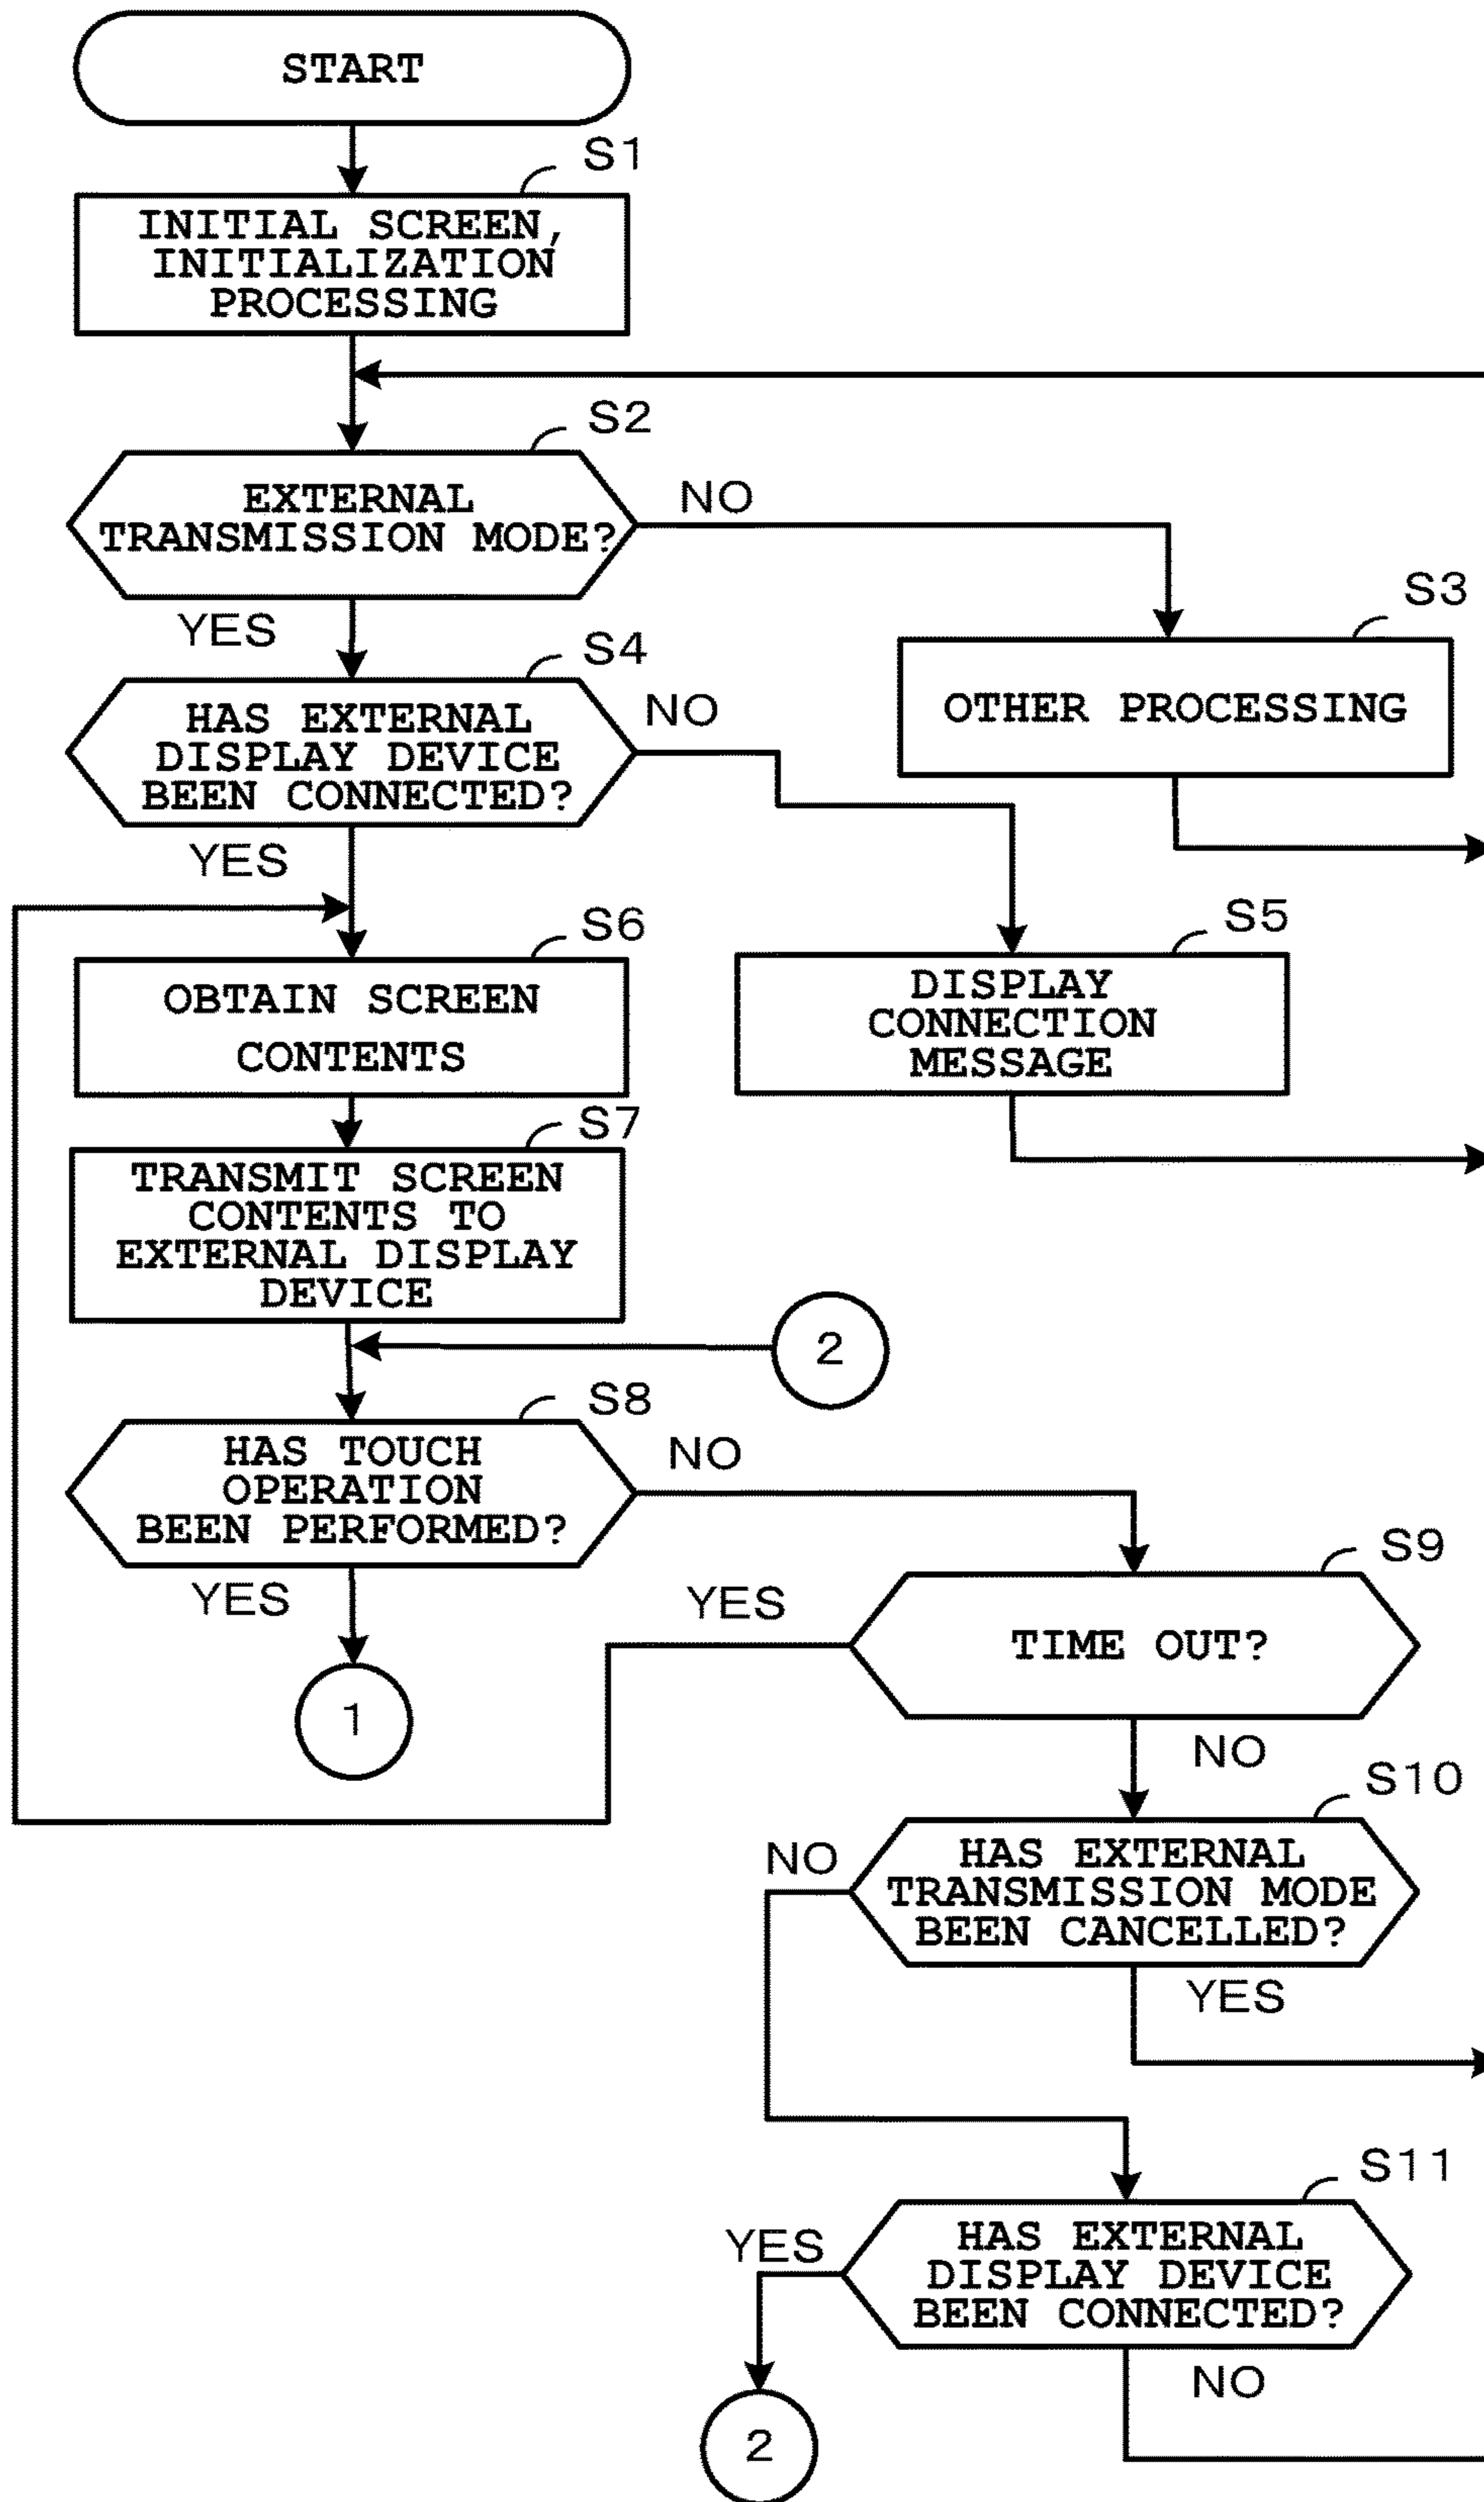 START
S1
INITIAL SCREEN,
INITIALIZATION
PROCESSING
S2
EXTERNAL
TRANSMISSION MODE?
NO
YES
S3
OTHER PROCESSING
S4
HAS EXTERNAL
DISPLAY DEVICE
BEEN CONNECTED?
NO
YES
S5
DISPLAY
CONNECTION
MESSAGE
S6
OBTAIN SCREEN
CONTENTS
S7
TRANSMIT SCREEN
CONTENTS TO
EXTERNAL DISPLAY
DEVICE
2
S8
HAS TOUCH
OPERATION
BEEN PERFORMED?
NO
YES
1
S9
TIME OUT?
YES
NO
S10
HAS EXTERNAL
TRANSMISSION MODE
BEEN CANCELLED?
NO
YES
S11
HAS EXTERNAL
DISPLAY DEVICE
BEEN CONNECTED?
YES
NO
2